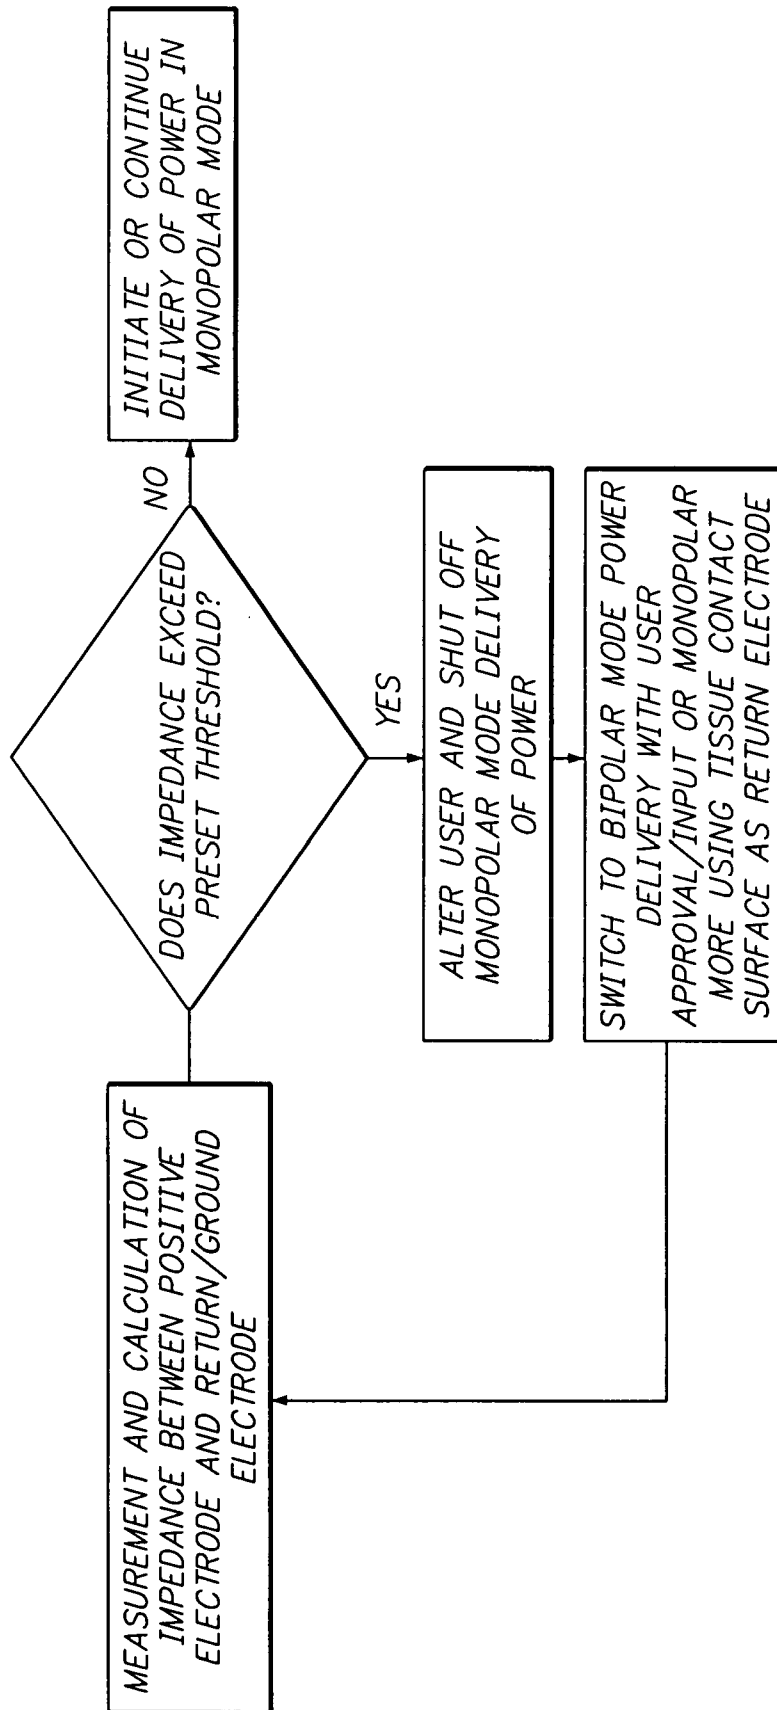 MEASUREMENT AND CALCULATION OF
IMPEDANCE BETWEEN POSITIVE
ELECTRODE AND RETURN/GROUND
ELECTRODE
DOES IMPEDANCE EXCEED
PRESET THRESHOLD?
NO
INITIATE OR CONTINUE
DELIVERY OF POWER IN
MONOPOLAR MODE
YES
ALTER USER AND SHUT OFF
MONOPOLAR MODE DELIVERY
OF POWER
SWITCH TO BIPOLAR MODE POWER
DELIVERY WITH USER
APPROVAL/INPUT OR MONOPOLAR
MORE USING TISSUE CONTACT
SURFACE AS RETURN ELECTRODE